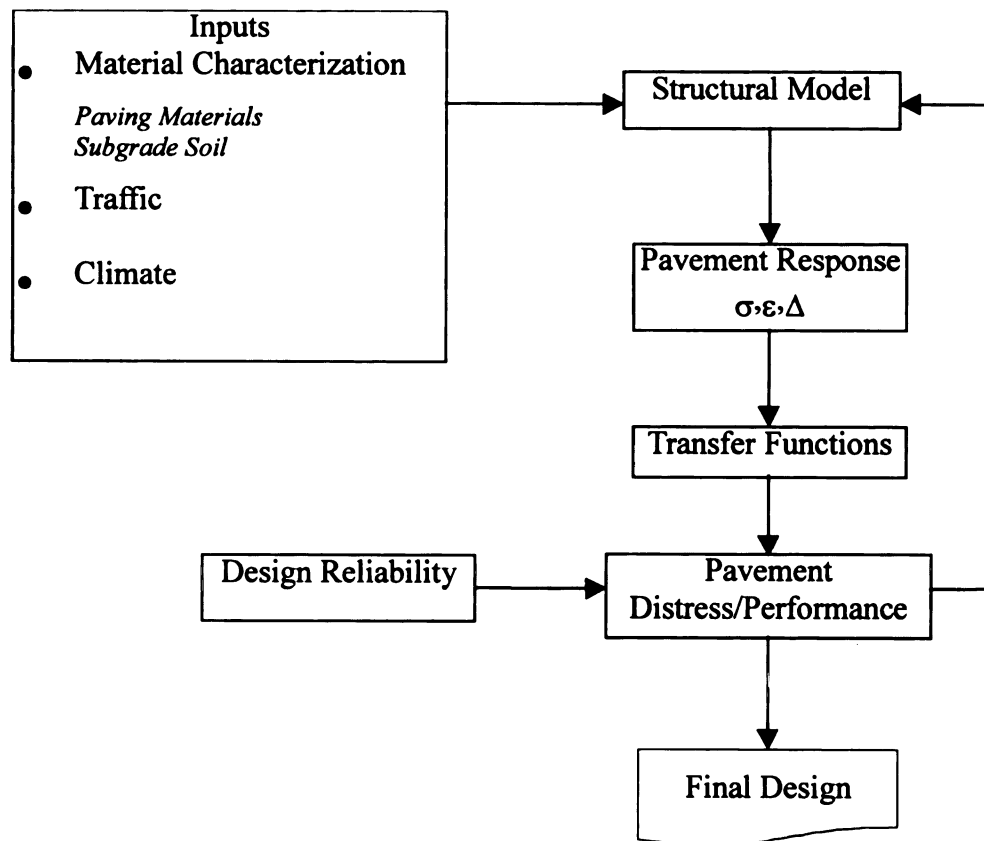 Inputs
• Material Characterization
Paving Materials
Subgrade Soil
• Traffic
• Climate
Structural Model
Pavement Response
σ,ε,Δ
Transfer Functions
Design Reliability
Pavement
Distress/Performance
Final Design